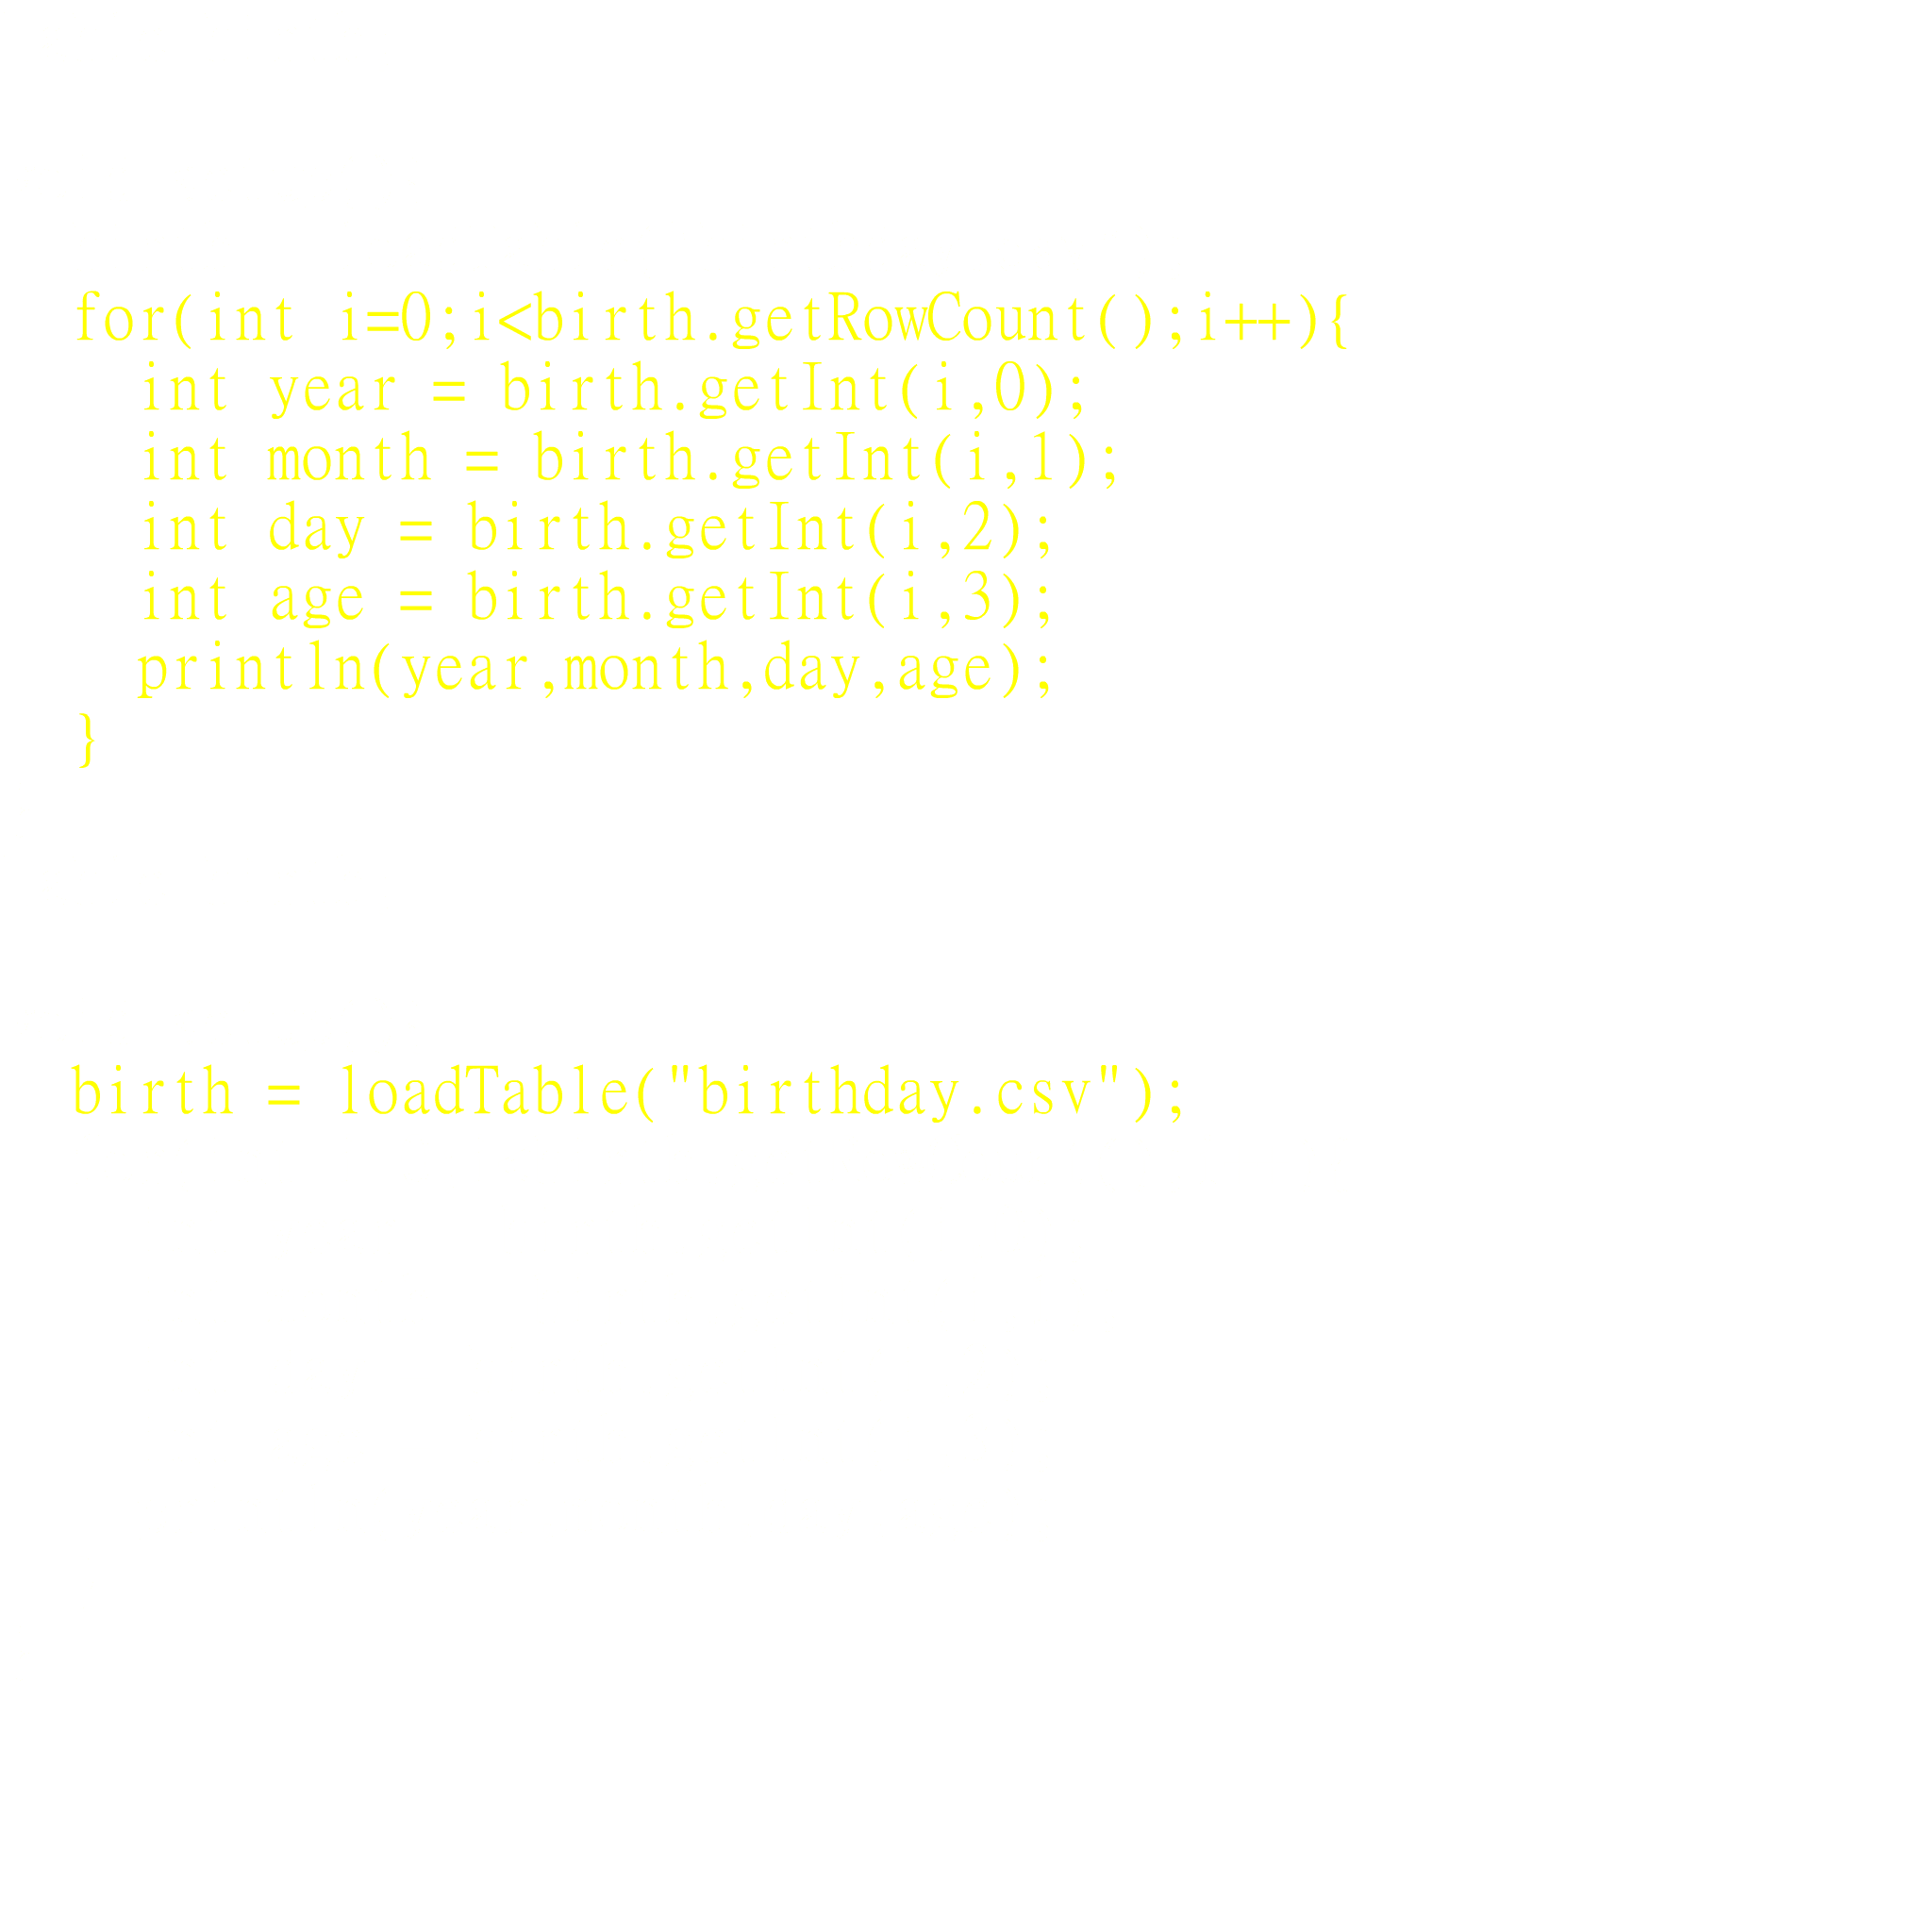 for(int i=0;i<birth.getRowCount();i++){
  int year = birth.getInt(i,0);
  int month = birth.getInt(i,1);
  int day = birth.getInt(i,2);
  int age = birth.getInt(i,3);
  println(year,month,day,age);
}
birth = loadTable("birthday.csv");